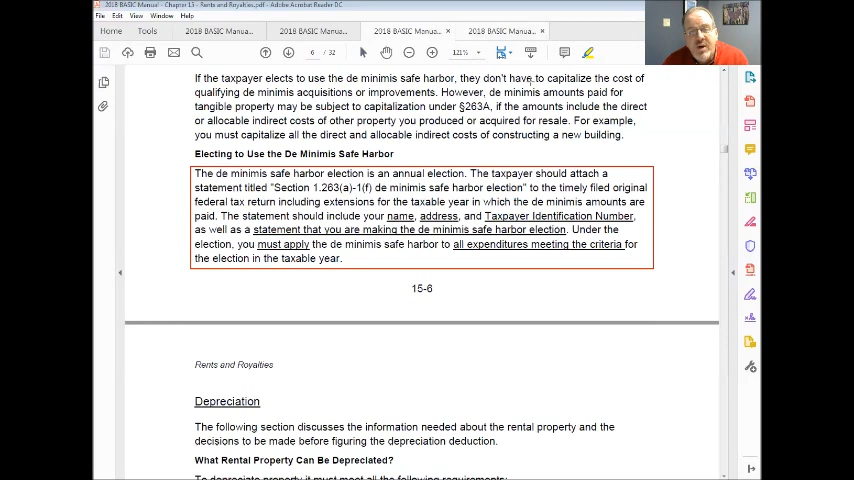 2018 BASIC Manual - Chapter 15 - Rents and Royalties.pdf - Adobe Acrobat Reader DC
File Edit View Window Help
Home Tools 2018 BASIC Manua... 2018 BASIC Manua... 2018 BASIC Manua... × 2018 BASIC Manua... ×
6 / 32 121%
If the taxpayer elects to use the de minimis safe harbor, they don't have to capitalize the cost of
qualifying de minimis acquisitions or improvements. However, de minimis amounts paid for
tangible property may be subject to capitalization under §263A, if the amounts include the direct
or allocable indirect costs of other property you produced or acquired for resale. For example,
you must capitalize all the direct and allocable indirect costs of constructing a new building.
Electing to Use the De Minimis Safe Harbor
The de minimis safe harbor election is an annual election. The taxpayer should attach a
statement titled "Section 1.263(a)-1(f) de minimis safe harbor election" to the timely filed original
federal tax return including extensions for the taxable year in which the de minimis amounts are
paid. The statement should include your name, address, and Taxpayer Identification Number,
as well as a statement that you are making the de minimis safe harbor election. Under the
election, you must apply the de minimis safe harbor to all expenditures meeting the criteria for
the election in the taxable year.
15-6
Rents and Royalties
Depreciation
The following section discusses the information needed about the rental property and the
decisions to be made before figuring the depreciation deduction.
What Rental Property Can Be Depreciated?
To depreciate property it must meet all the following requirements: